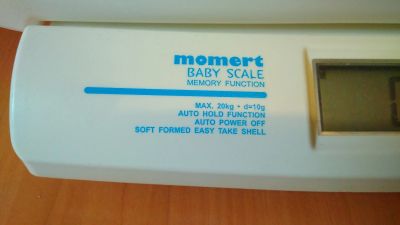 momert
BABY SCALE
MEMORY FUNCTION
MAX. 20kg - d=10g
AUTO HOLD FUNCTION
AUTO POWER OFF
SOFT FORMED EASY TAKE SHELL